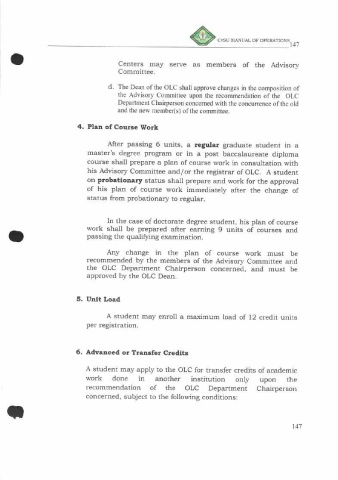 CvSU MANUAL OF OPERATIONS
147
Centers may serve as members of the Advisory
Committee.
d. The Dean of the OLC shall approve changes in the composition of
the Advisory Committee upon the recommendation of the OLC
Department Chairperson concerned with the concurrence of the old
and the new member(s) of the committee.
4. Plan of Course Work
After passing 6 units, a regular graduate student in a
master's degree program or in a post baccalaureate diploma
course shall prepare a plan of course work in consultation with
his Advisory Committee and/or the registrar of OLC. A student
on probationary status shall prepare and work for the approval
of his plan of course work immediately after the change of
status from probationary to regular.
In the case of doctorate degree student, his plan of course
work shall be prepared after earning 9 units of courses and
passing the qualifying examination.
Any change in the plan of course work must be
recommended by the members of the Advisory Committee and
the OLC Department Chairperson concerned, and must be
approved by the OLC Dean.
5. Unit Load
A student may enroll a maximum load of 12 credit units
per registration.
6. Advanced or Transfer Credits
A student may apply to the OLC for transfer credits of academic
work done in another institution only upon the
recommendation of the OLC Department Chairperson
concerned, subject to the following conditions:
147